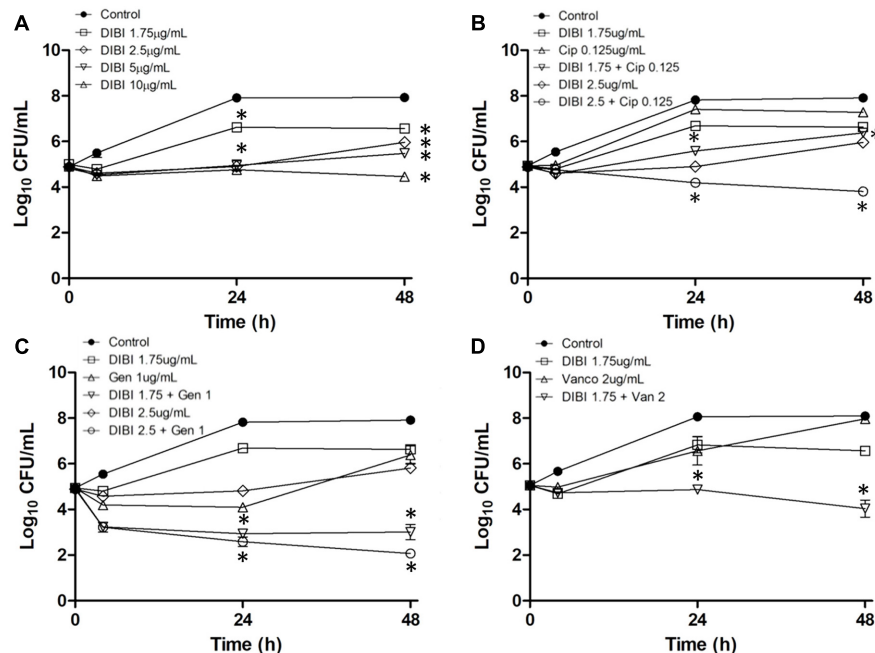 A
Control
DIBI 1.75µg/mL
DIBI 2.5µg/mL
DIBI 5µg/mL
DIBI 10µg/mL
10
8
6
4
2
0
Log10 CFU/mL
0 24 48
Time (h)
*
*
*
*
*
*
B
Control
DIBI 1.75ug/mL
Cip 0.125ug/mL
DIBI 1.75 + Cip 0.125
DIBI 2.5ug/mL
DIBI 2.5 + Cip 0.125
10
8
6
4
2
0
Log10 CFU/mL
0 24 48
Time (h)
*
*
*
*
C
Control
DIBI 1.75ug/mL
Gen 1ug/mL
DIBI 1.75 + Gen 1
DIBI 2.5ug/mL
DIBI 2.5 + Gen 1
10
8
6
4
2
0
Log10 CFU/mL
0 24 48
Time (h)
*
*
*
*
D
Control
DIBI 1.75ug/mL
Vanco 2ug/mL
DIBI 1.75 + Van 2
10
8
6
4
2
0
Log10 CFU/mL
0 24 48
Time (h)
*
*